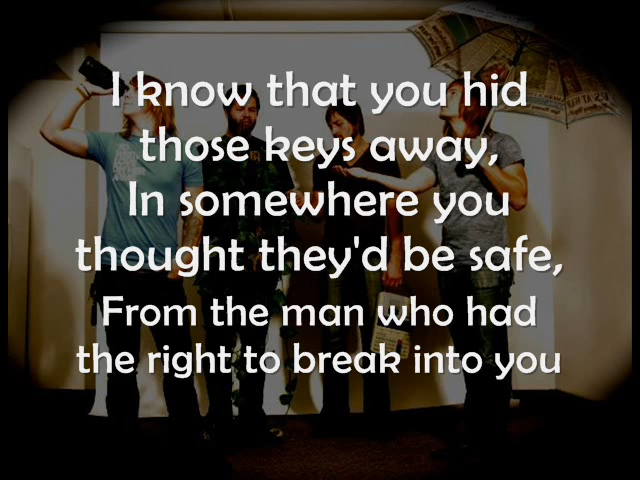 I know that you hid
those keys away,
In somewhere you
thought they'd be safe,
From the man who had
the right to break into you